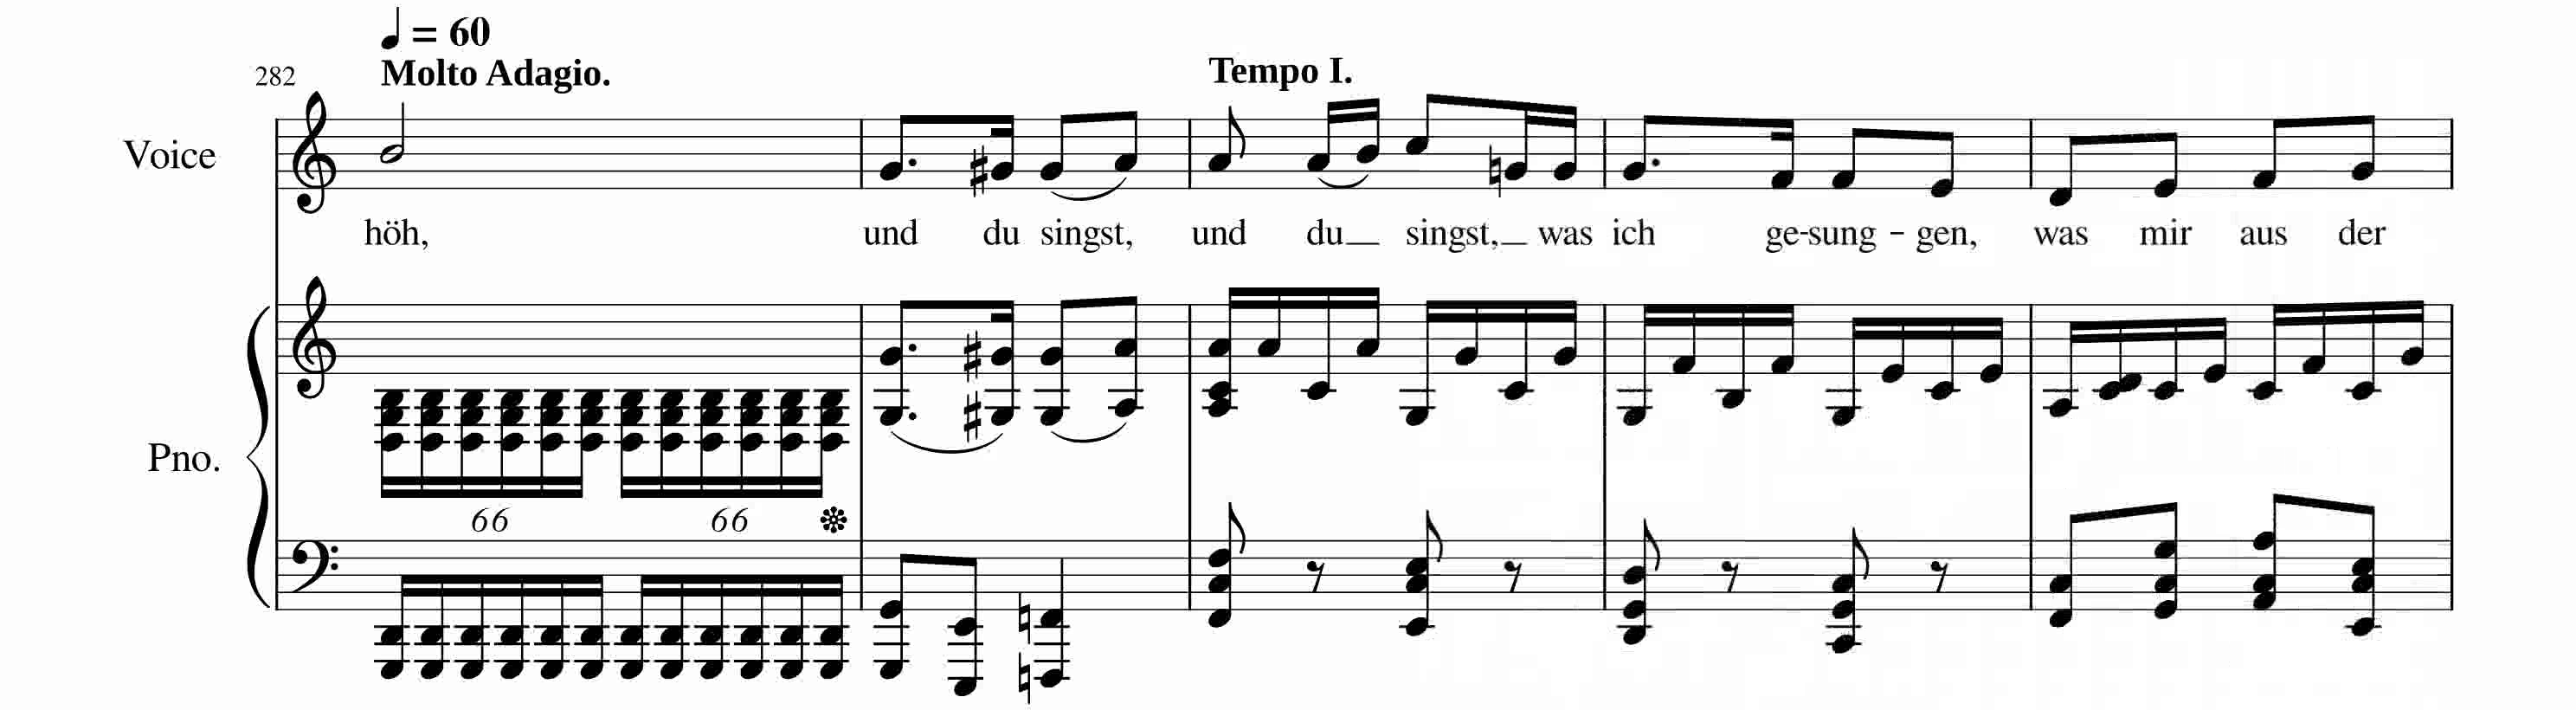 ♩ = 60
282 Molto Adagio. Tempo I.
Voice
höh, und du singst, und du singst, was ich ge-sung-gen, was mir aus der
Pno.
66 66